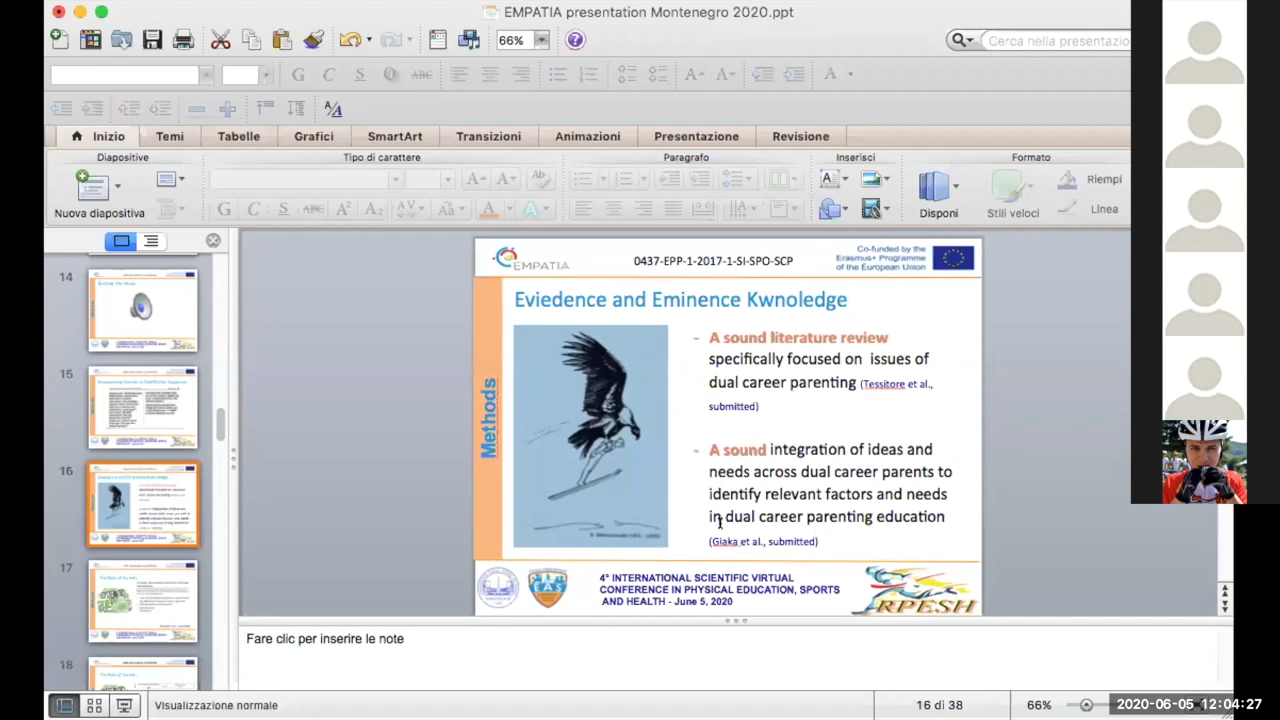 EMPATIA presentation Montenegro 2020.ppt
66%
Cerca nella presentazio
Inizio Temi Tabelle Grafici SmartArt Transizioni Animazioni Presentazione Revisione
Diapositive Tipo di carattere Paragrafo Inserisci Formato
Nuova diapositiva
Disponi
Stili veloci
Riempi
Linea
14
15
16
17
18
EMPATIA
0437-EPP-1-2017-1-SI-SPO-SCP
Co-funded by the
Erasmus+ Programme
of the European Union
Eviedence and Eminence Kwnoledge
Methods
- A sound literature review
specifically focused on issues of
dual career parenting (Tessitore et al.,
submitted)
- A sound integration of ideas and
needs across dual career parents to
idently relevant factors and needs
in dual career parenting education
(Giaka et al., submitted)
INTERNATIONAL SCIENTIFIC VIRTUAL
CONFERENCE IN PHYSICAL EDUCATION, SPORTS
AND HEALTH - June 5, 2020
Fare clic per inserire le note
Visualizzazione normale
16 di 38
66%
2020-06-05 12:04:27